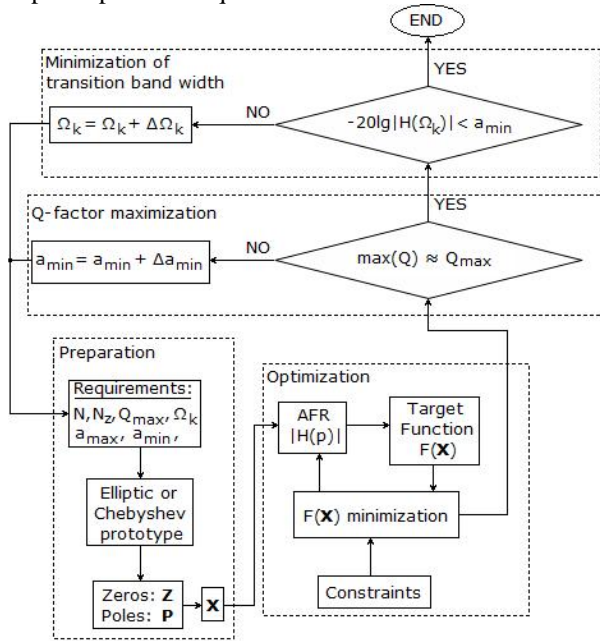 END
Minimization of
transition band width
YES
NO
Ωk = Ωk + ΔΩk
-20lg|H(Ωk)| < amin
YES
Q-factor maximization
NO
amin = amin + Δamin
max(Q) ≈ Qmax
Preparation
Requirements:
N, Nz, Qmax, Ωk
amax, amin,
Elliptic or
Chebyshev
prototype
Zeros: Z
Poles: P
X
Optimization
AFR
|H(p)|
Target
Function
F(X)
F(X) minimization
Constraints